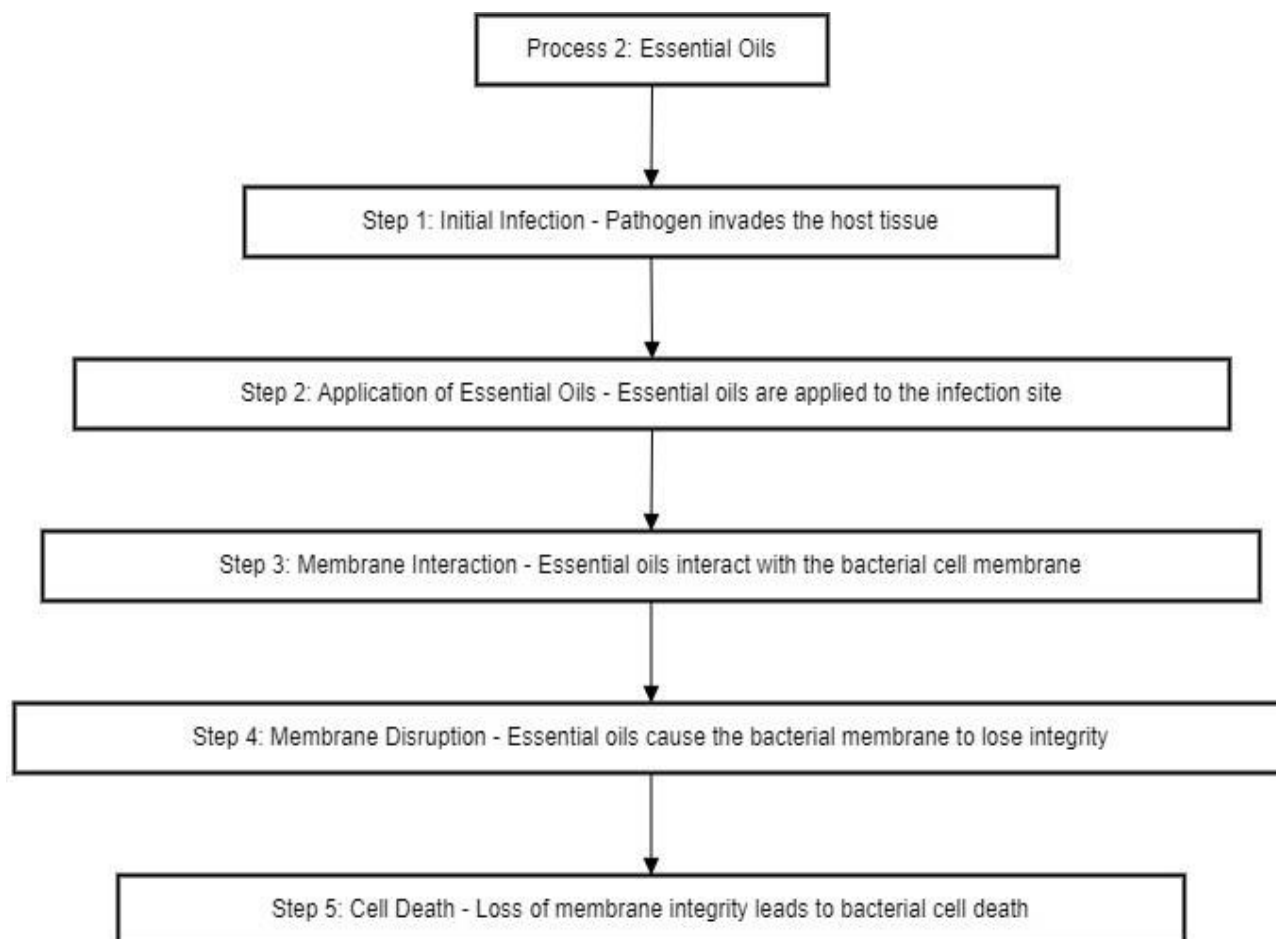 Process 2: Essential Oils
Step 1: Initial Infection - Pathogen invades the host tissue
Step 2: Application of Essential Oils - Essential oils are applied to the infection site
Step 3: Membrane Interaction - Essential oils interact with the bacterial cell membrane
Step 4: Membrane Disruption - Essential oils cause the bacterial membrane to lose integrity
Step 5: Cell Death - Loss of membrane integrity leads to bacterial cell death